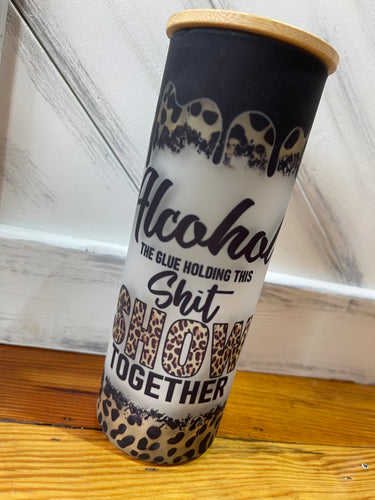 Alcohol
THE GLUE HOLDING THIS
Shit
SHOW
TOGETHER